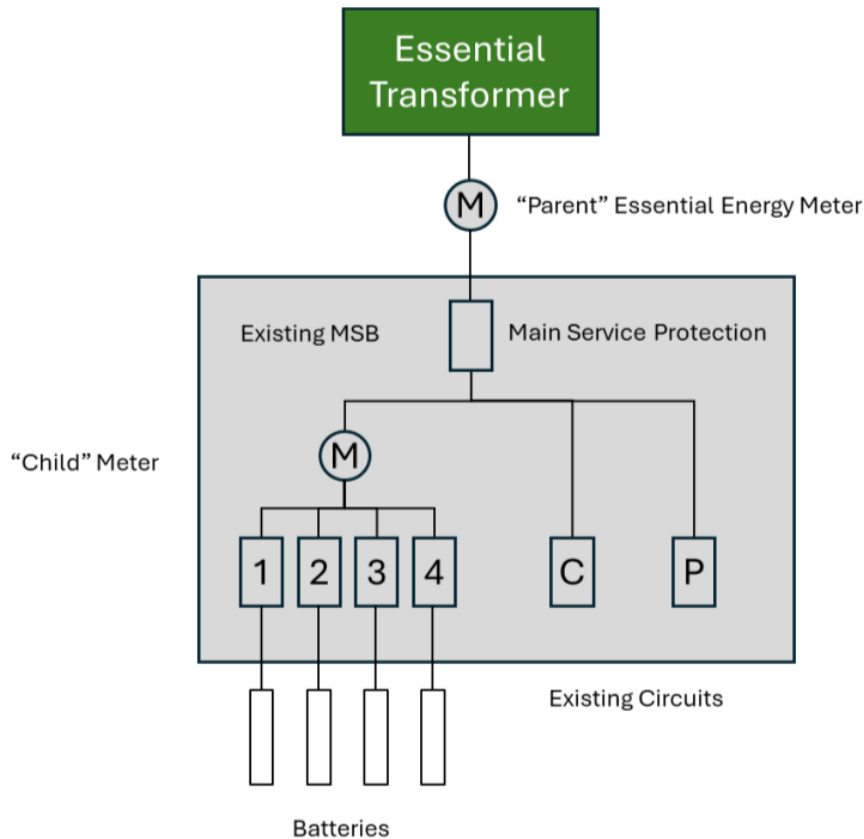 Essential
Transformer
M
“Parent” Essential Energy Meter
Existing MSB
Main Service Protection
“Child” Meter
M
1
2
3
4
C
P
Existing Circuits
Batteries